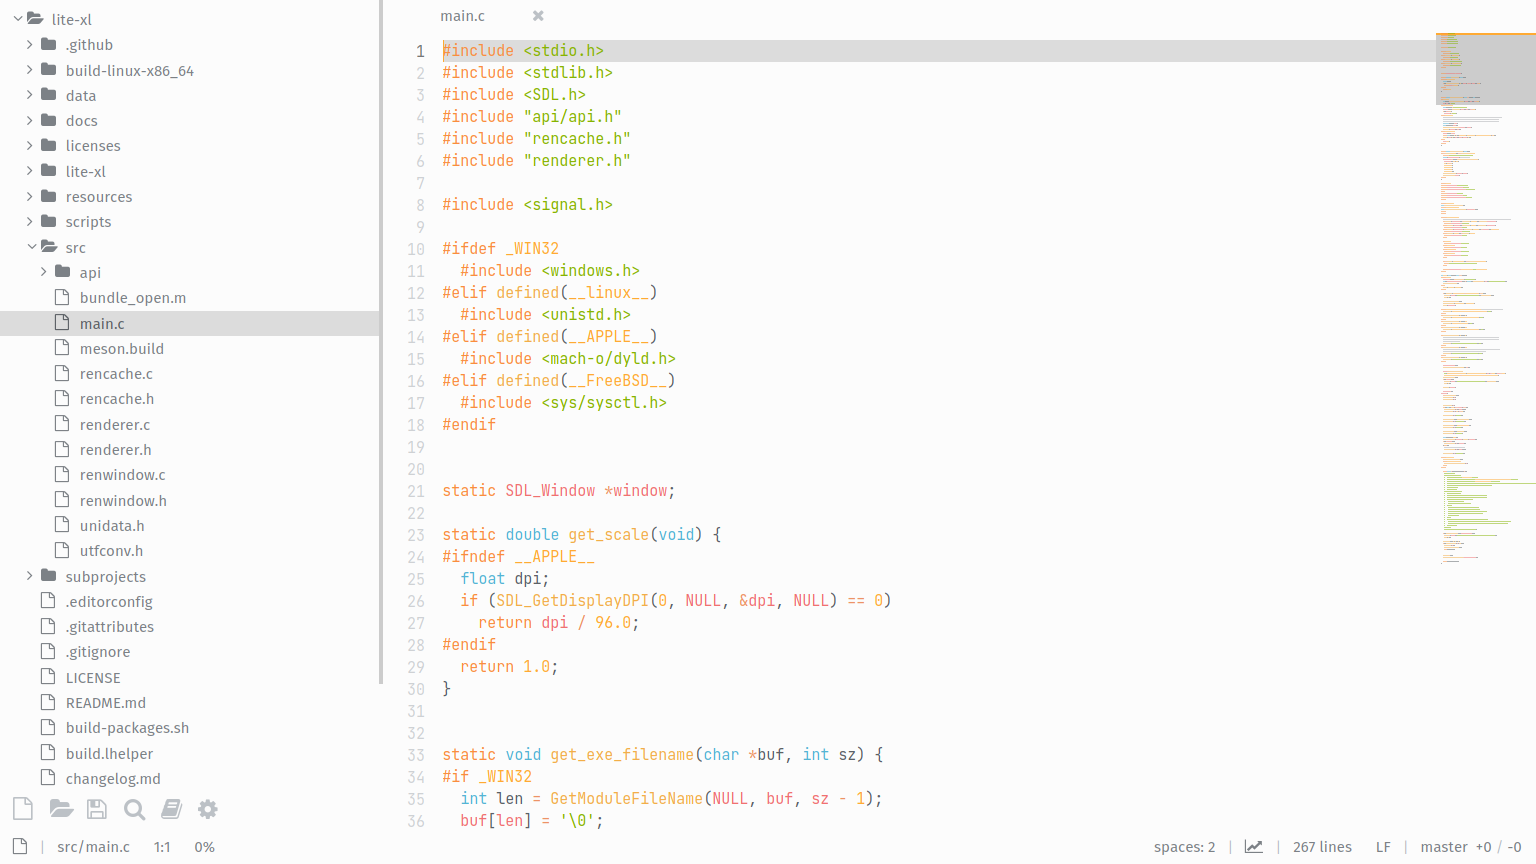 lite-xl
.github
build-linux-x86_64
data
docs
licenses
lite-xl
resources
scripts
src
api
bundle_open.m
main.c
meson.build
rencache.c
rencache.h
renderer.c
renderer.h
renwindow.c
renwindow.h
unidata.h
utfconv.h
subprojects
.editorconfig
.gitattributes
.gitignore
LICENSE
README.md
build-packages.sh
build.lhelper
changelog.md
main.c
1 #include <stdio.h>
2 #include <stdlib.h>
3 #include <SDL.h>
4 #include "api/api.h"
5 #include "rencache.h"
6 #include "renderer.h"
7
8 #include <signal.h>
9
10 #ifdef _WIN32
11   #include <windows.h>
12 #elif defined(__linux__)
13   #include <unistd.h>
14 #elif defined(__APPLE__)
15   #include <mach-o/dyld.h>
16 #elif defined(__FreeBSD__)
17   #include <sys/sysctl.h>
18 #endif
19
20
21 static SDL_Window *window;
22
23 static double get_scale(void) {
24 #ifndef __APPLE__
25   float dpi;
26   if (SDL_GetDisplayDPI(0, NULL, &dpi, NULL) == 0)
27     return dpi / 96.0;
28 #endif
29   return 1.0;
30 }
31
32
33 static void get_exe_filename(char *buf, int sz) {
34 #if _WIN32
35   int len = GetModuleFileName(NULL, buf, sz - 1);
36   buf[len] = '\0';
src/main.c 1:1 0% spaces: 2 267 lines LF master +0 / -0